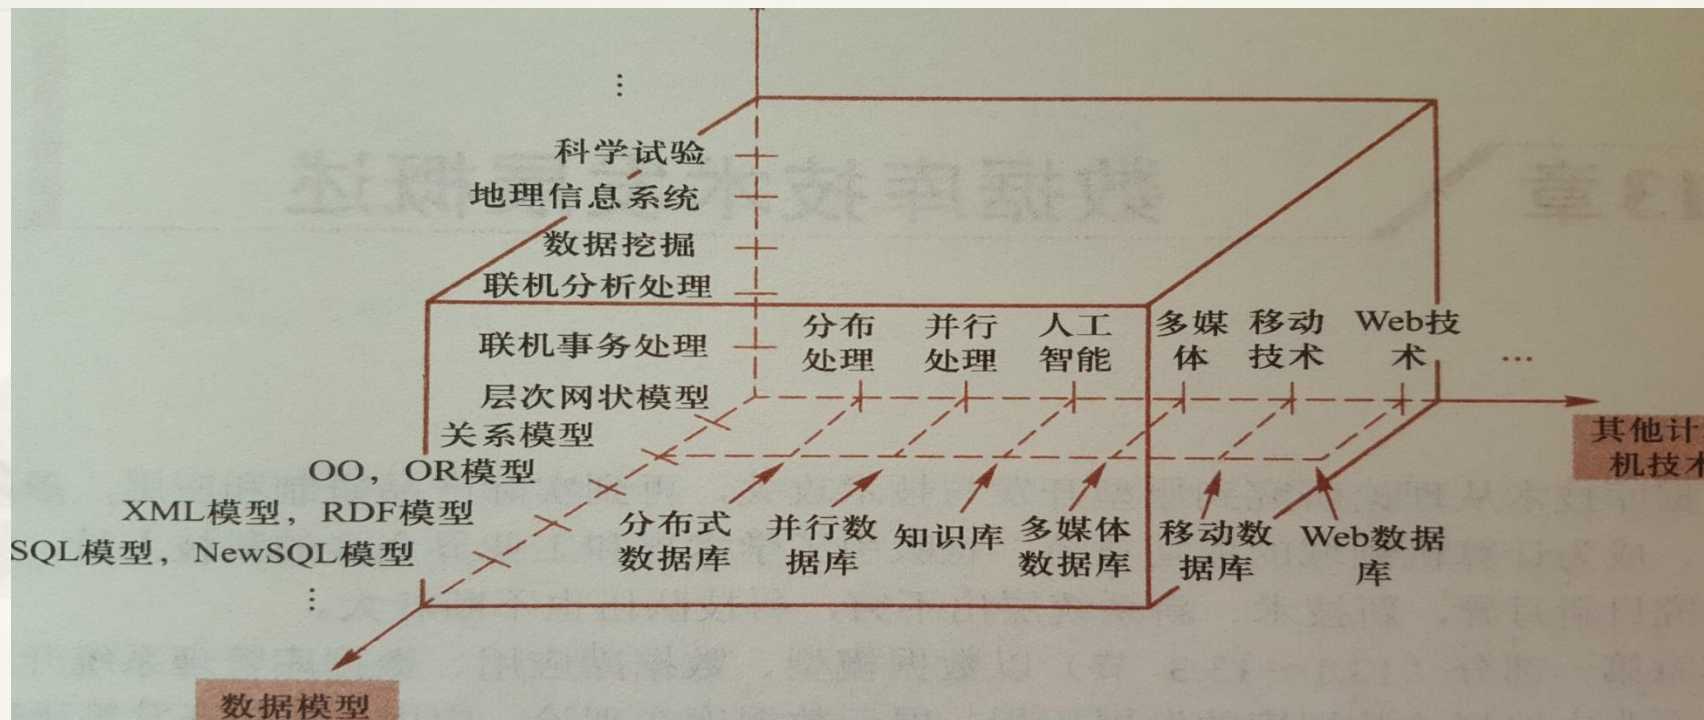 ⋮
科学试验
地理信息系统
数据挖掘
联机分析处理
联机事务处理
分布
处理
并行
处理
人工
智能
多媒
体
移动
技术
Web技
术
…
层次网状模型
关系模型
OO，OR模型
XML模型，RDF模型
SQL模型，NewSQL模型
⋮
其他计
机技术
分布式
数据库
并行数
据库
知识库
多媒体
数据库
移动数
据库
Web数据
库
数据模型